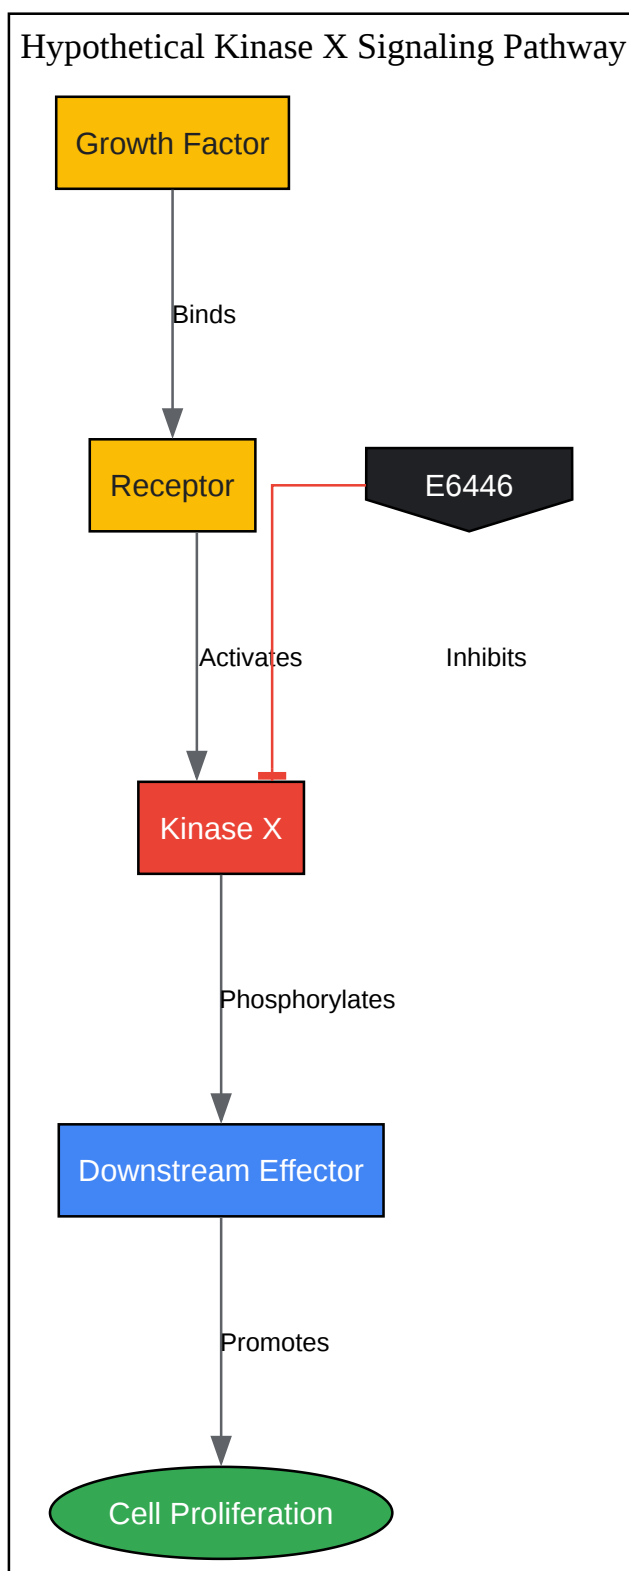 Hypothetical Kinase X Signaling Pathway
Growth Factor
Binds
Receptor
E6446
Activates
Inhibits
Kinase X
Phosphorylates
Downstream Effector
Promotes
Cell Proliferation